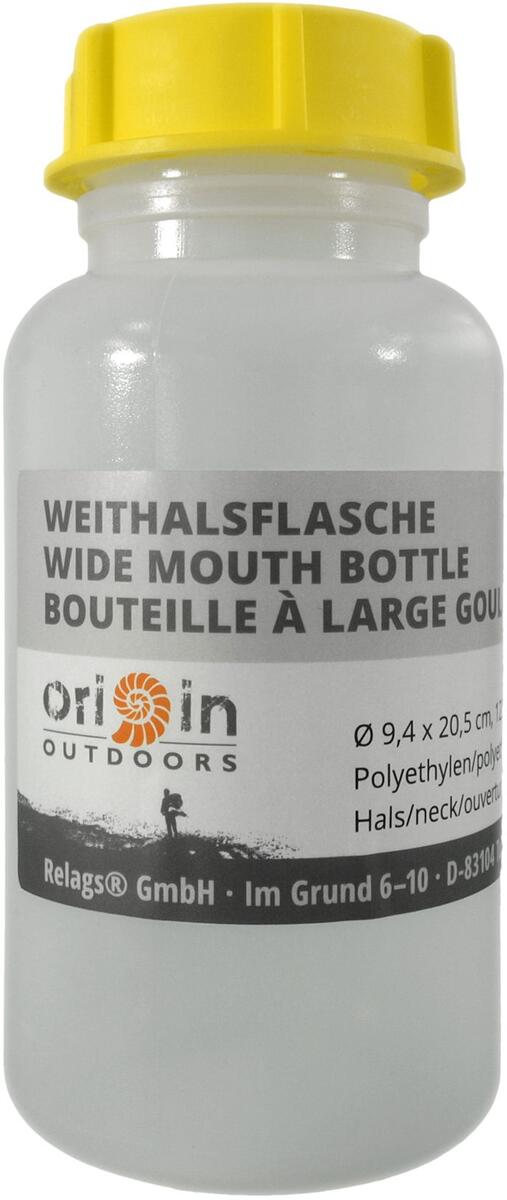 WEITHALSFLASCHE
WIDE MOUTH BOTTLE
BOUTEILLE À LARGE
origin
OUTDOORS
Ø 9,4 x 20,5 cm,
Polyethylen/
Hals/neck/
Relags® GmbH · Im Grund 6–10 · D-83104